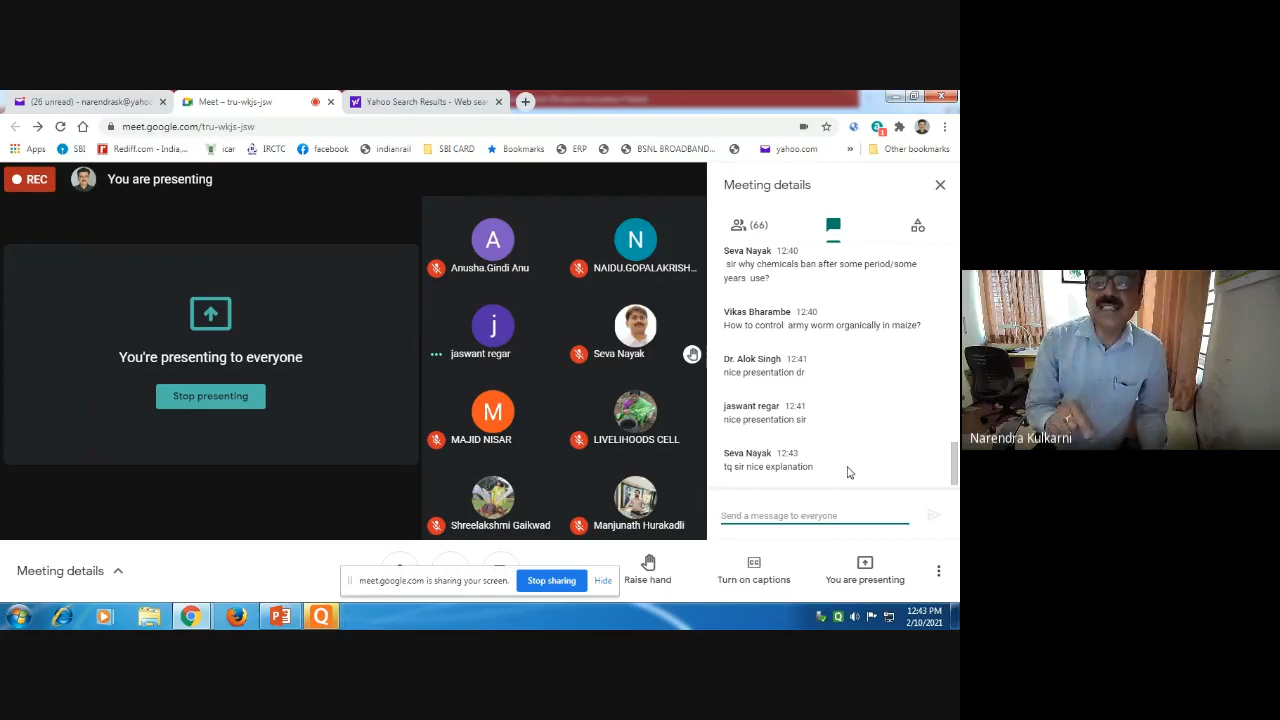 (26 unread) - narendrask@yahoo
Meet – tru-wkjs-jsw
Yahoo Search Results - Web sea
meet.google.com/tru-wkjs-jsw
Apps
SBI
Rediff.com - India,...
icar
IRCTC
facebook
indianrail
SBI CARD
Bookmarks
ERP
BSNL BROADBAND...
yahoo.com
»
Other bookmarks
REC
You are presenting
You're presenting to everyone
Stop presenting
A
Anusha.Gindi Anu
N
NAIDU.GOPALAKRISH...
j
jaswant regar
Seva Nayak
M
MAJID NISAR
LIVELIHOODS CELL
Shreelakshmi Gaikwad
Manjunath Hurakadli
Meeting details
(66)
Seva Nayak 12:40
sir why chemicals ban after some period/some
years use?
Vikas Bharambe 12:40
How to control army worm organically in maize?
Dr. Alok Singh 12:41
nice presentation dr
jaswant regar 12:41
nice presentation sir
Seva Nayak 12:43
tq sir nice explanation
Send a message to everyone
Narendra Kulkarni
Meeting details
meet.google.com is sharing your screen.
Stop sharing
Hide
Raise hand
Turn on captions
You are presenting
12:43 PM
2/10/2021